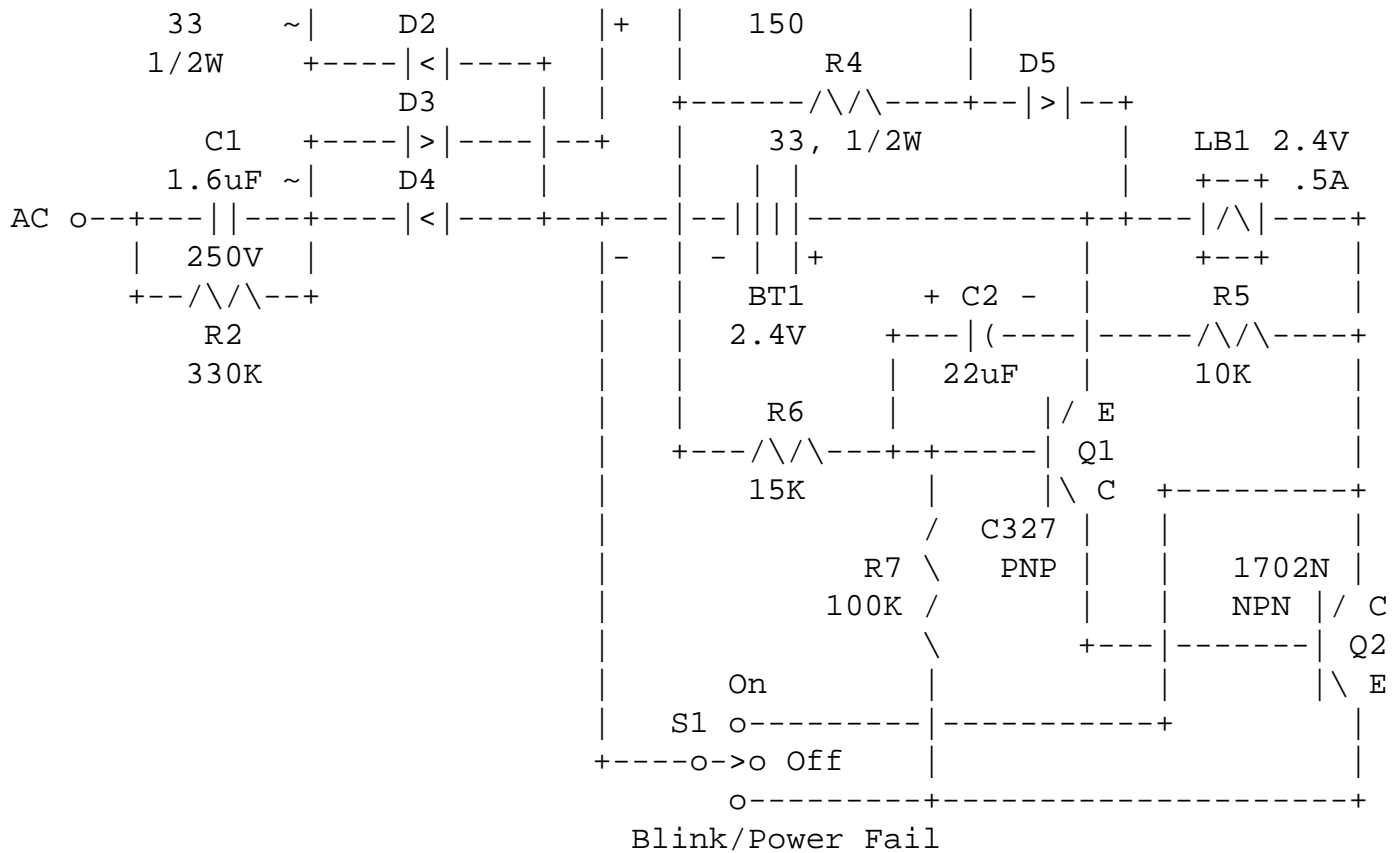 33 ~| D2 |+ | 150 |
1/2W +----|<|----+ | | R4 | D5
D3 | | +------/\/\----+--|>|--+
C1 +----|>|----|--+ | 33, 1/2W | LB1 2.4V
1.6uF ~| D4 | | | | | +--+ .5A
AC o--+---||---+----|<|----+--+---|--||||--------------+-+---|/\|----+
| 250V | |- | - | |+ | +--+ |
+--/\/\--+ | | BT1 + C2 - | R5 |
R2 | | 2.4V +---|(----|-----/\/\----+
330K | | | 22uF | 10K |
| | R6 | |/ E |
| +---/\/\---+-+-----| Q1 |
| 15K | |\ C +---------+
| / C327 | | |
| R7 \ PNP | | 1702N |
| 100K / | | NPN |/ C
| \ +---|-------| Q2
| On | | |\ E
| S1 o---------|-----------+ |
+----o->o Off | |
o---------+---------------------+
Blink/Power Fail